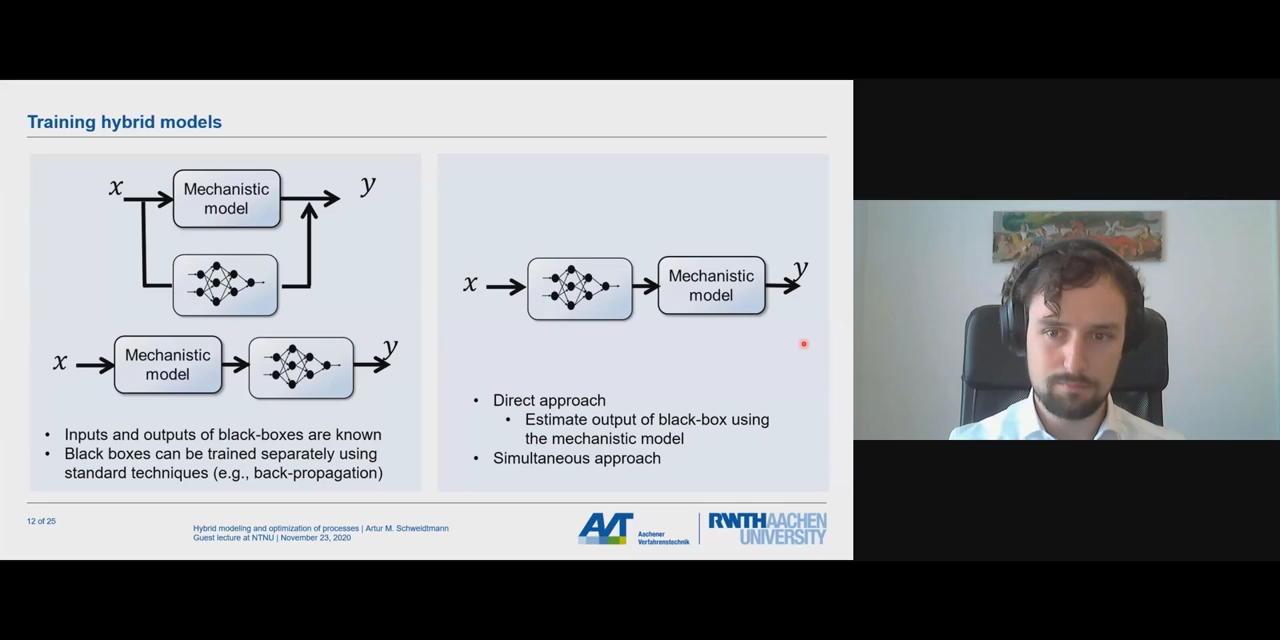 Training hybrid models
x
Mechanistic
model
y
x
Mechanistic
model
y
• Inputs and outputs of black-boxes are known
• Black boxes can be trained separately using
standard techniques (e.g., back-propagation)
x
Mechanistic
model
y
• Direct approach
• Estimate output of black-box using
the mechanistic model
• Simultaneous approach
12 of 25
Hybrid modeling and optimization of processes | Artur M. Schweidtmann
Guest lecture at NTNU | November 23, 2020
AVT
Aachener
Verfahrenstechnik
RWTHAACHEN
UNIVERSITY